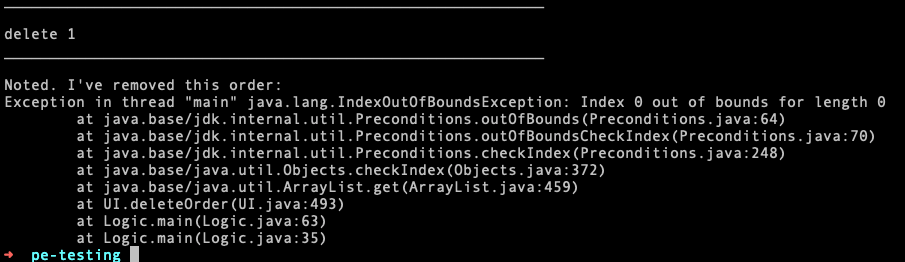 delete 1
Noted. I've removed this order:
Exception in thread "main" java.lang.IndexOutOfBoundsException: Index 0 out of bounds for length 0
at java.base/jdk.internal.util.Preconditions.outOfBounds(Preconditions.java:64)
at java.base/jdk.internal.util.Preconditions.outOfBoundsCheckIndex(Preconditions.java:70)
at java.base/jdk.internal.util.Preconditions.checkIndex(Preconditions.java:248)
at java.base/java.util.Objects.checkIndex(Objects.java:372)
at java.base/java.util.ArrayList.get(ArrayList.java:459)
at UI.deleteOrder(UI.java:493)
at Logic.main(Logic.java:63)
at Logic.main(Logic.java:35)
→ pe-testing